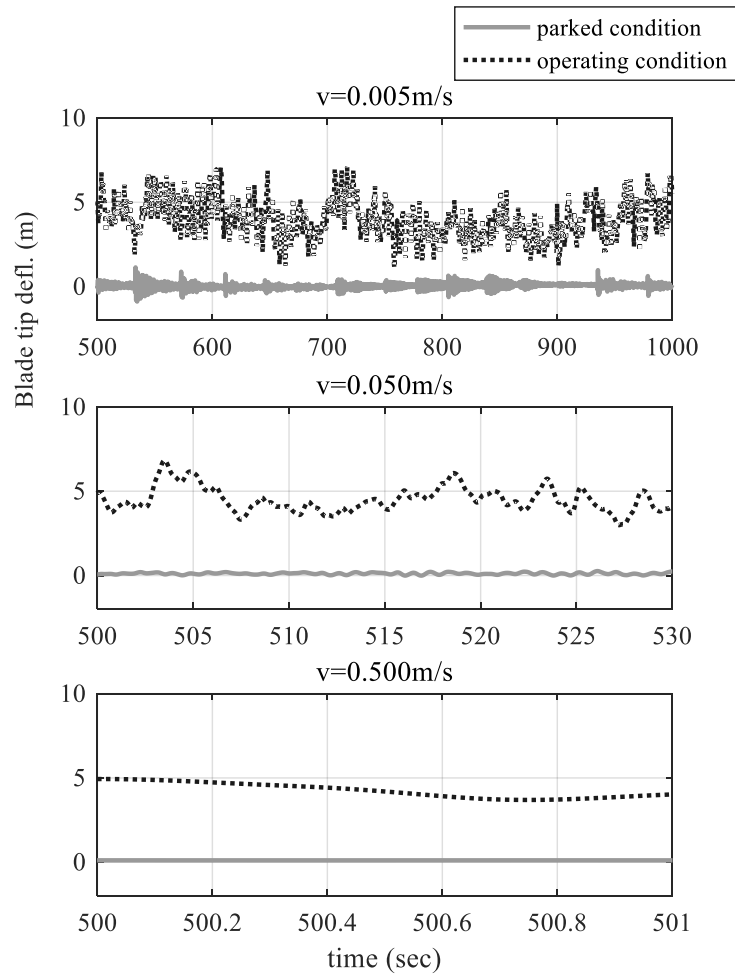 parked condition
operating condition
v=0.005m/s
10
5
0
500 600 700 800 900 1000
Blade tip defl. (m)
v=0.050m/s
10
5
0
500 505 510 515 520 525 530
v=0.500m/s
10
5
0
500 500.2 500.4 500.6 500.8 501
time (sec)